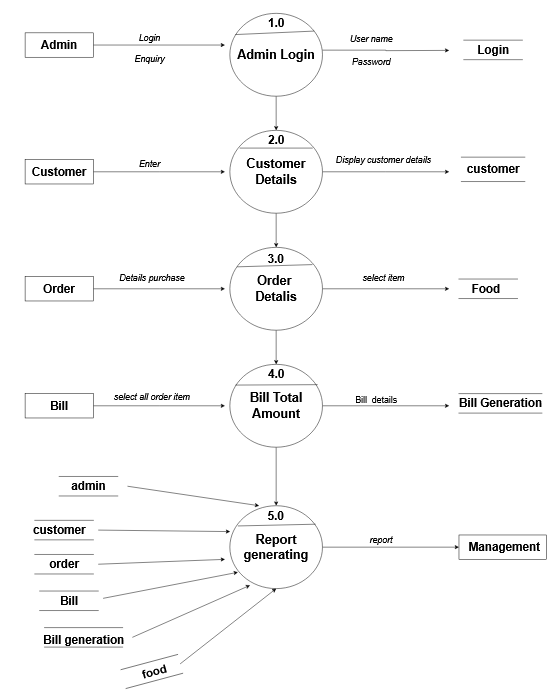 1.0
Admin
Login
Enquiry
Admin Login
User name
Password
Login
2.0
Customer
Enter
Customer
Details
Display customer details
customer
3.0
Order
Details purchase
Order
Detalis
select item
Food
4.0
Bill
select all order item
Bill Total
Amount
Bill details
Bill Generation
admin
customer
order
Bill
Bill generation
food
5.0
Report
generating
report
Management